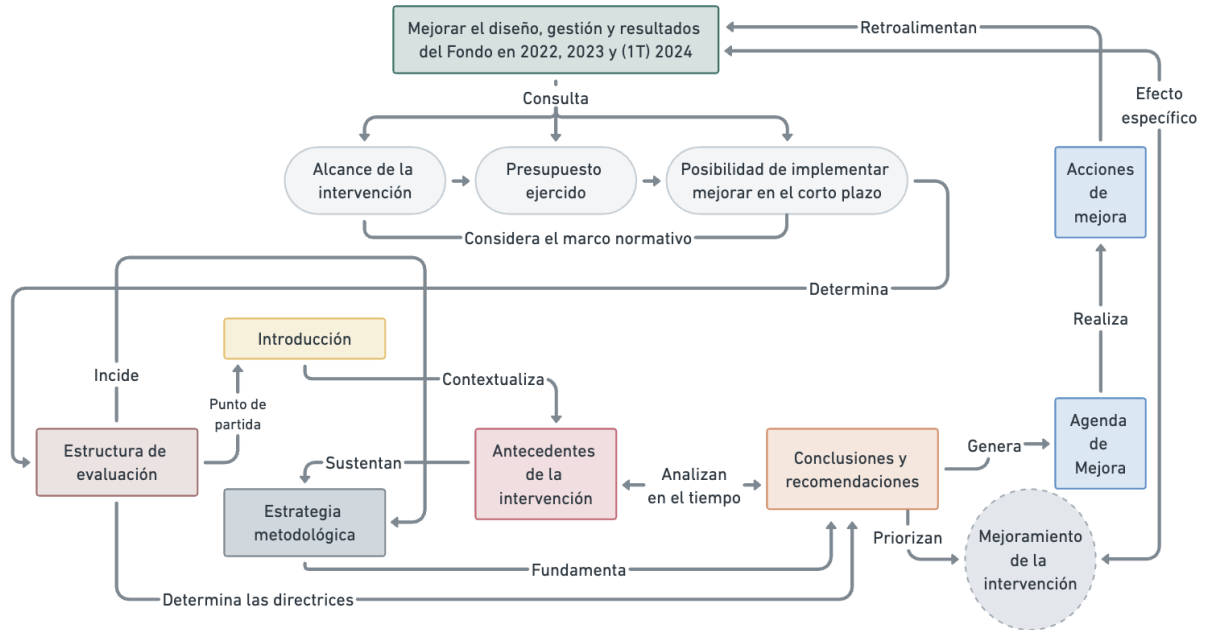 Mejorar el diseño, gestión y resultados
del Fondo en 2022, 2023 y (1T) 2024
Retroalimentan
Efecto
específico
Consulta
Alcance de la
intervención
Presupuesto
ejercido
Posibilidad de implementar
mejorar en el corto plazo
Acciones
de
mejora
Considera el marco normativo
Determina
Realiza
Introducción
Incide
Contextualiza
Punto de
partida
Estructura de
evaluación
Sustentan
Antecedentes
de la
intervención
Analizan
en el tiempo
Conclusiones y
recomendaciones
Genera
Agenda
de
Mejora
Estrategia
metodológica
Priorizan
Mejoramiento
de la
intervención
Fundamenta
Determina las directrices